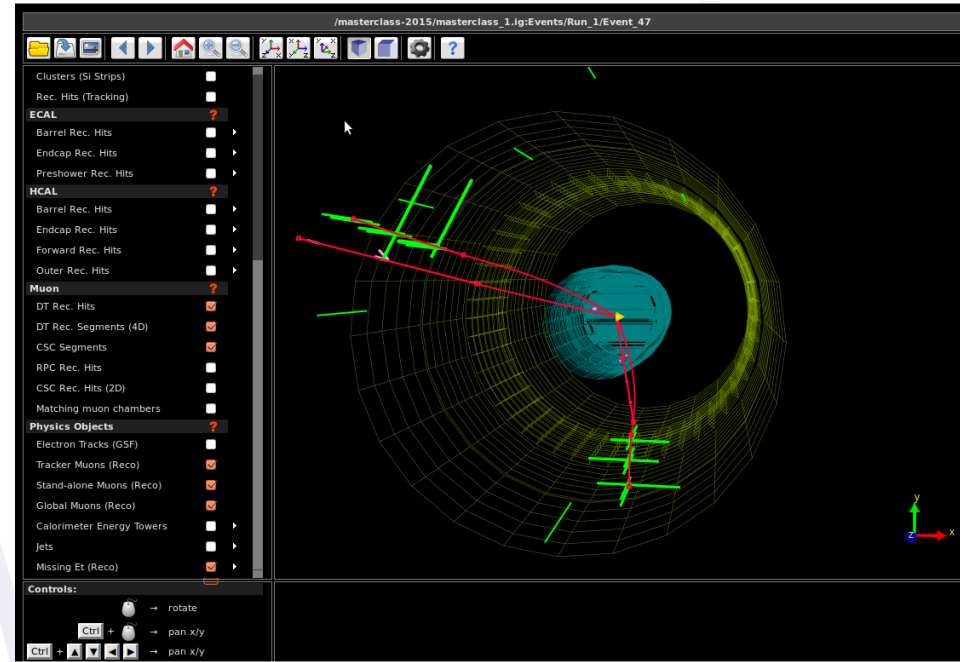 /masterclass-2015/masterclass_1.ig:Events/Run_1/Event_47
Clusters (Si Strips)
Rec. Hits (Tracking)
ECAL ?
Barrel Rec. Hits
Endcap Rec. Hits
Preshower Rec. Hits
HCAL ?
Barrel Rec. Hits
Endcap Rec. Hits
Forward Rec. Hits
Outer Rec. Hits
Muon ?
DT Rec. Hits
DT Rec. Segments (4D)
CSC Segments
RPC Rec. Hits
CSC Rec. Hits (2D)
Matching muon chambers
Physics Objects ?
Electron Tracks (GSF)
Tracker Muons (Reco)
Stand-alone Muons (Reco)
Global Muons (Reco)
Calorimeter Energy Towers
Jets
Missing Et (Reco)
Controls:
→ rotate
Ctrl + → pan x/y
Ctrl + ▲ ▼ ◄ ► → pan x/y
y
z x